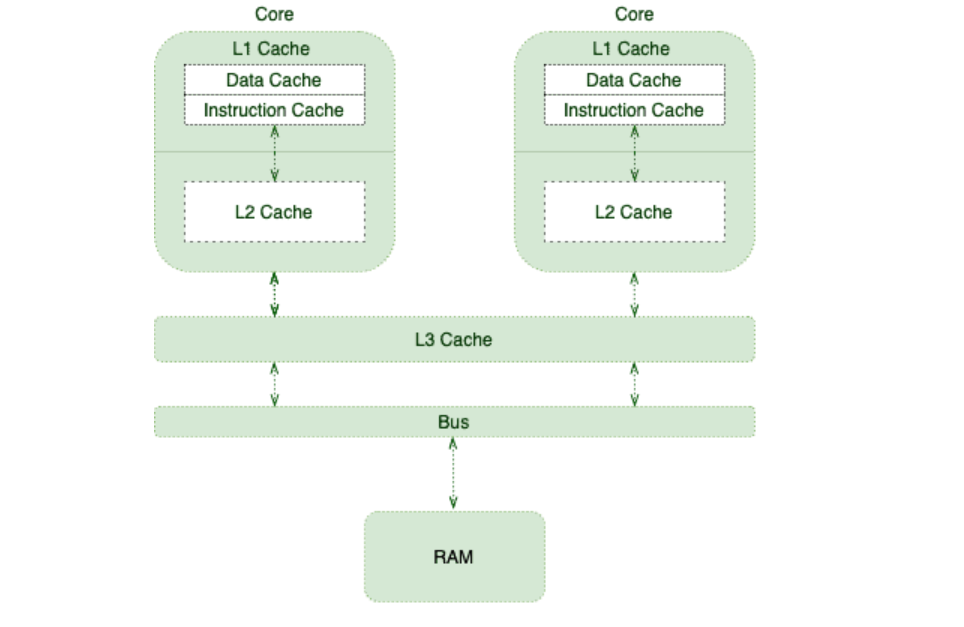 Core
Core
L1 Cache
L1 Cache
Data Cache
Data Cache
Instruction Cache
Instruction Cache
L2 Cache
L2 Cache
L3 Cache
Bus
RAM